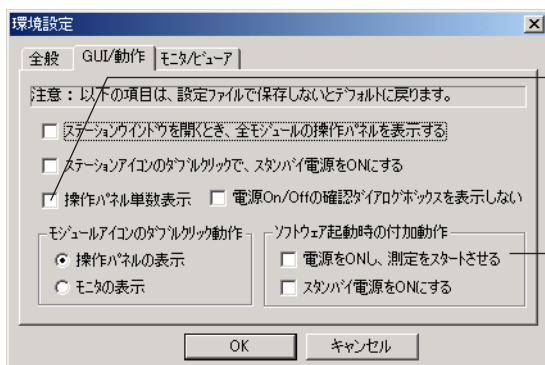 環境設定
全般 GUI/動作 モニタ/ビューア
注意：以下の項目は、設定ファイルで保存しないとデフォルトに戻ります。
ステーションウインドウを開くとき、全モジュールの操作パネルを表示する
ステーションアイコンのダブルクリックで、スタンバイ電源をONにする
操作パネル単数表示 電源On/Offの確認ダイアログボックスを表示しない
モジュールアイコンのダブルクリック動作
操作パネルの表示
モニタの表示
ソフトウェア起動時の付加動作
電源をONし、測定をスタートさせる
スタンバイ電源をONにする
OK キャンセル